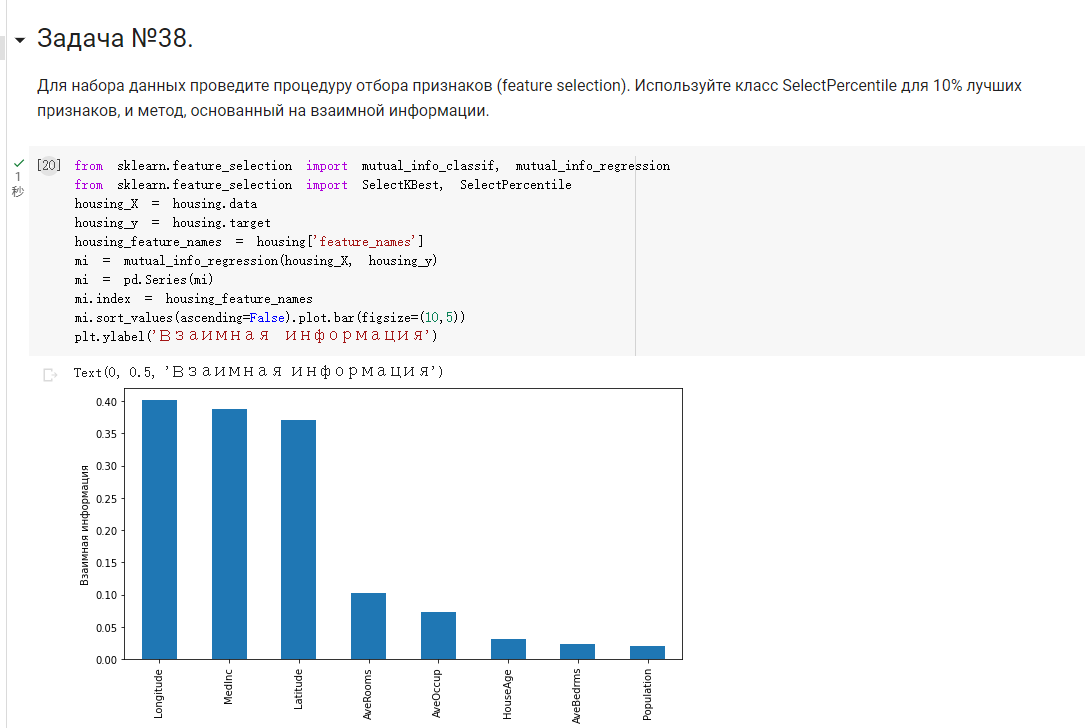 Задача №38.
Для набора данных проведите процедуру отбора признаков (feature selection). Используйте класс SelectPercentile для 10% лучших
признаков, и метод, основанный на взаимной информации.
[20] from sklearn.feature_selection import mutual_info_classif, mutual_info_regression
1
秒
from sklearn.feature_selection import SelectKBest, SelectPercentile
housing_X = housing.data
housing_y = housing.target
housing_feature_names = housing['feature_names']
mi = mutual_info_regression(housing_X, housing_y)
mi = pd.Series(mi)
mi.index = housing_feature_names
mi.sort_values(ascending=False).plot.bar(figsize=(10,5))
plt.ylabel('Взаимная информация')
Text(0, 0.5, 'Взаимная информация')
0.40
0.35
0.30
0.25
0.20
0.15
0.10
0.05
0.00
Взаимная информация
Longitude
MedInc
Latitude
AveRooms
AveOccup
HouseAge
AveBedrms
Population